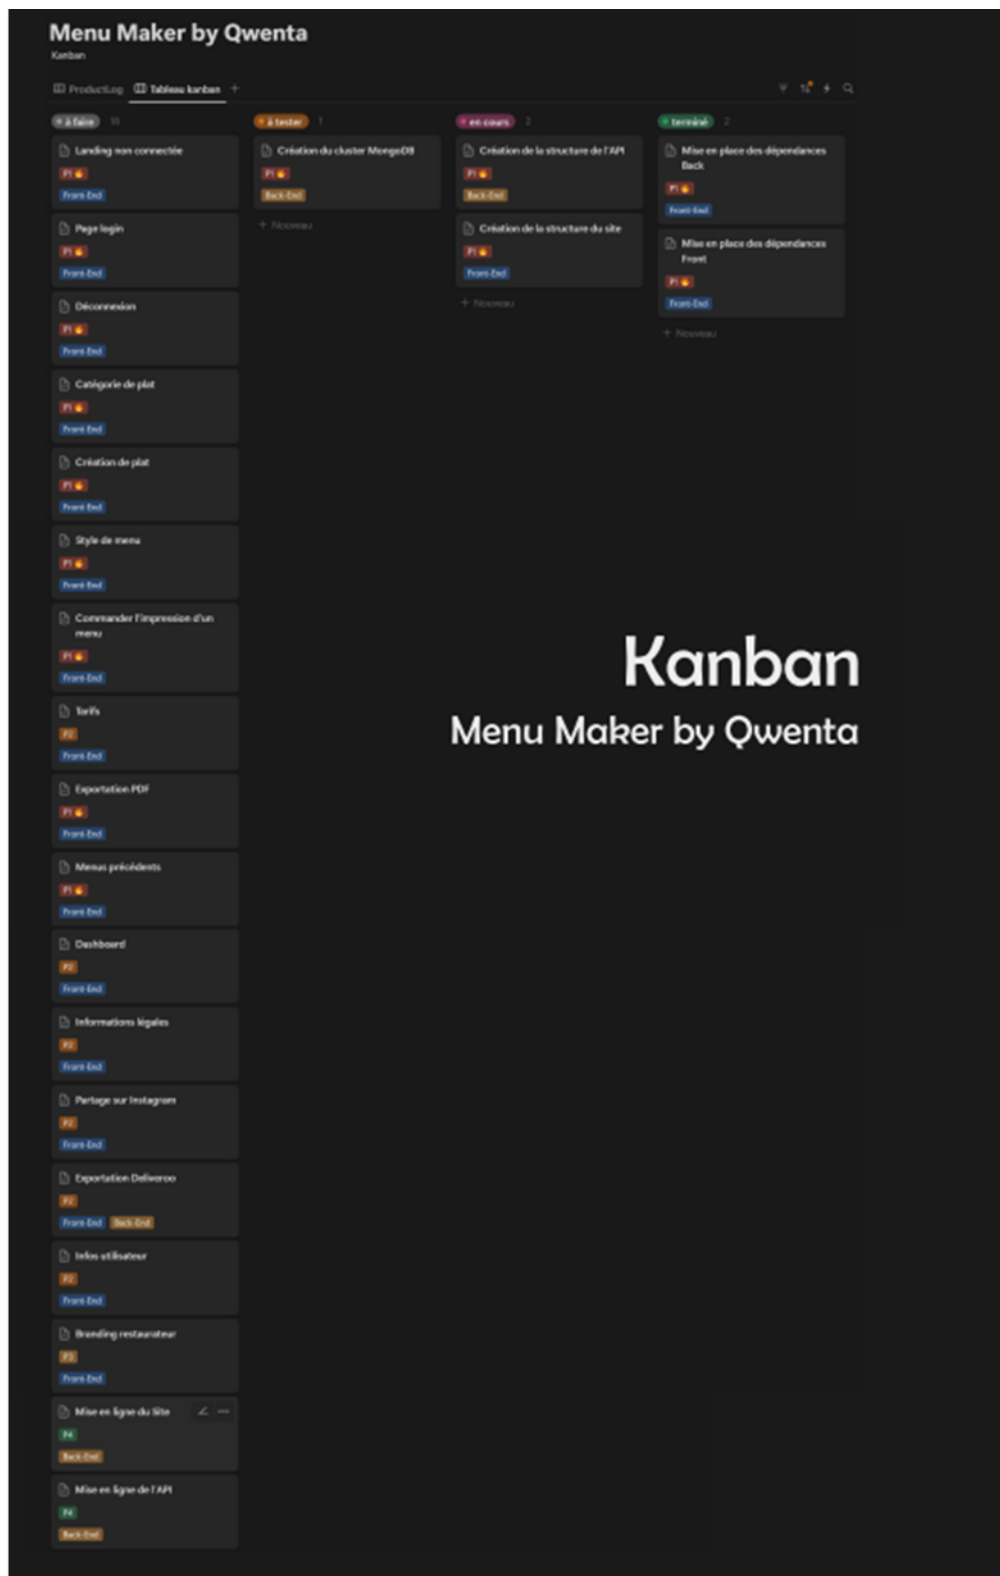 Menu Maker by Qwenta
Kanban
ProductLog
Tableau kanban
+
à faire 18
Landing non connectée
P1 🔥
Front-End
Page login
P1 🔥
Front-End
Déconnexion
P1 🔥
Front-End
Catégorie de plat
P1 🔥
Front-End
Création de plat
P1 🔥
Front-End
Style de menu
P1 🔥
Front-End
Commander l'impression d'un
menu
P1 🔥
Front-End
Tarifs
P2
Front-End
Exportation PDF
P1 🔥
Front-End
Menus précédents
P1 🔥
Front-End
Dashboard
P2
Front-End
Informations légales
P2
Front-End
Partage sur Instagram
P2
Front-End
Exportation Deliveroo
P2
Front-End Back-End
Infos utilisateur
P2
Front-End
Branding restaurateur
P3
Front-End
Mise en ligne du Site
P4
Back-End
Mise en ligne de l'API
P4
Back-End
à tester 1
Création du cluster MongoDB
P1 🔥
Back-End
+ Nouveau
en cours 2
Création de la structure de l'API
P1 🔥
Back-End
Création de la structure du site
P1 🔥
Front-End
+ Nouveau
terminé 2
Mise en place des dépendances
Back
P1 🔥
Front-End
Mise en place des dépendances
Front
P1 🔥
Front-End
+ Nouveau
Kanban
Menu Maker by Qwenta